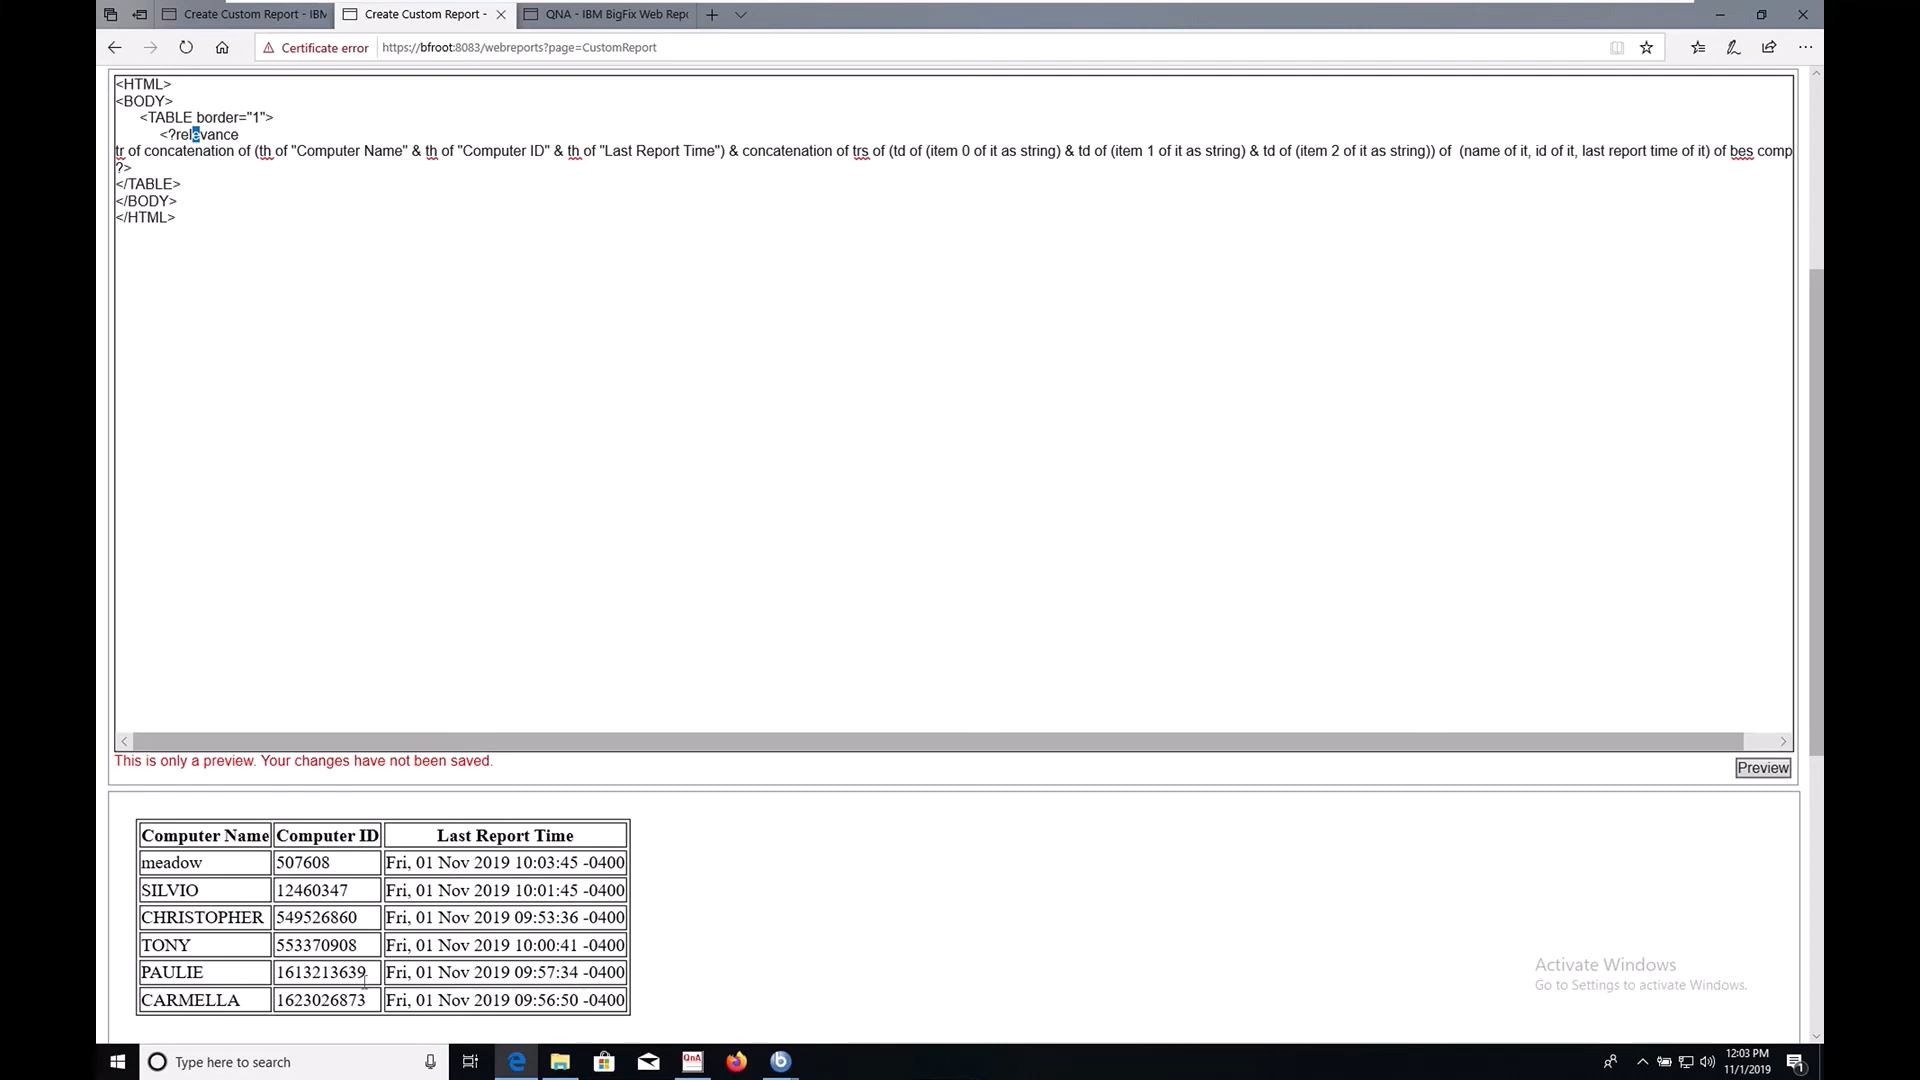 Create Custom Report - IBM
Create Custom Report -
QNA - IBM BigFix Web Repo
Certificate error
https://bfroot:8083/webreports?page=CustomReport
<HTML>
<BODY>
<TABLE border="1">
<?relevance
tr of concatenation of (th of "Computer Name" & th of "Computer ID" & th of "Last Report Time") & concatenation of trs of (td of (item 0 of it as string) & td of (item 1 of it as string) & td of (item 2 of it as string)) of (name of it, id of it, last report time of it) of bes comp
?>
</TABLE>
</BODY>
</HTML>
This is only a preview. Your changes have not been saved.
Preview
Computer Name Computer ID Last Report Time
meadow 507608 Fri, 01 Nov 2019 10:03:45 -0400
SILVIO 12460347 Fri, 01 Nov 2019 10:01:45 -0400
CHRISTOPHER 549526860 Fri, 01 Nov 2019 09:53:36 -0400
TONY 553370908 Fri, 01 Nov 2019 10:00:41 -0400
PAULIE 1613213639 Fri, 01 Nov 2019 09:57:34 -0400
CARMELLA 1623026873 Fri, 01 Nov 2019 09:56:50 -0400
Activate Windows
Go to Settings to activate Windows.
Type here to search
QnA
12:03 PM
11/1/2019
1